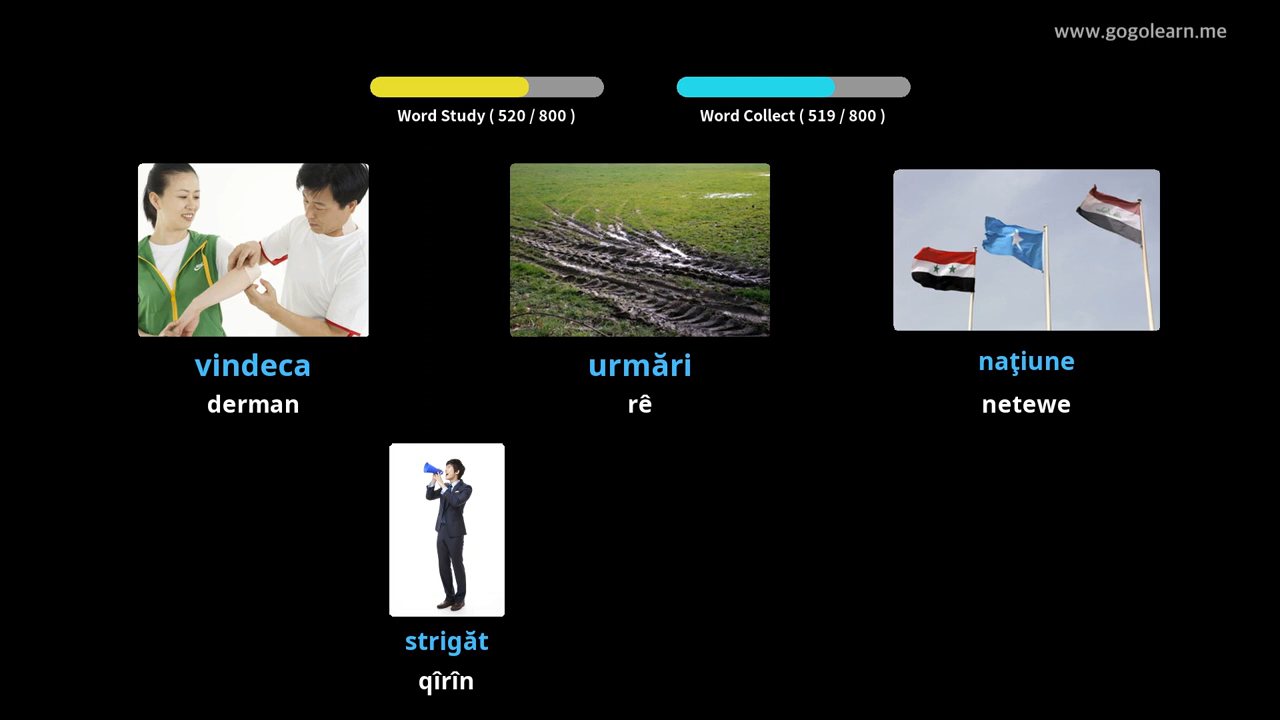 www.gogolearn.me
Word Study ( 520 / 800 )
Word Collect ( 519 / 800 )
vindeca
derman
urmări
rê
naţiune
netewe
strigăt
qîrîn